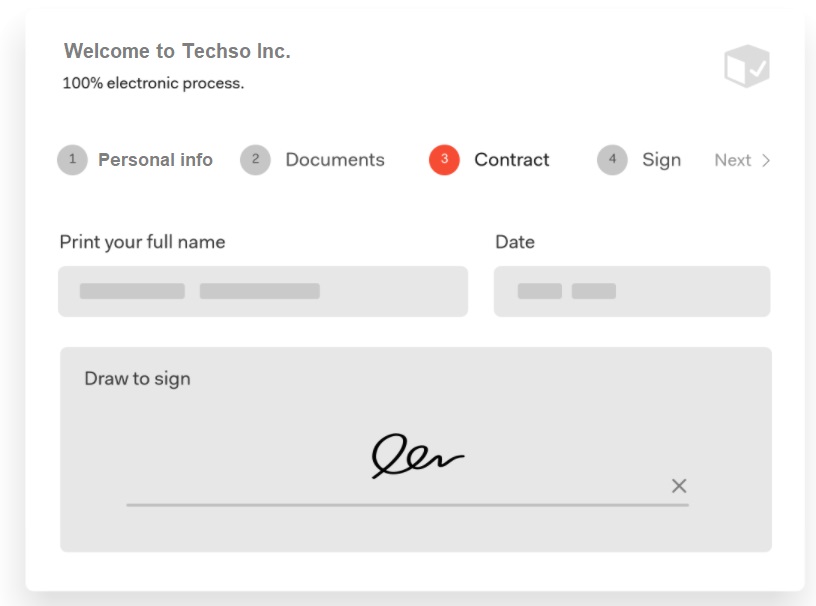 Welcome to Techso Inc.
100% electronic process.
1 Personal info 2 Documents 3 Contract 4 Sign Next
Print your full name Date
Draw to sign